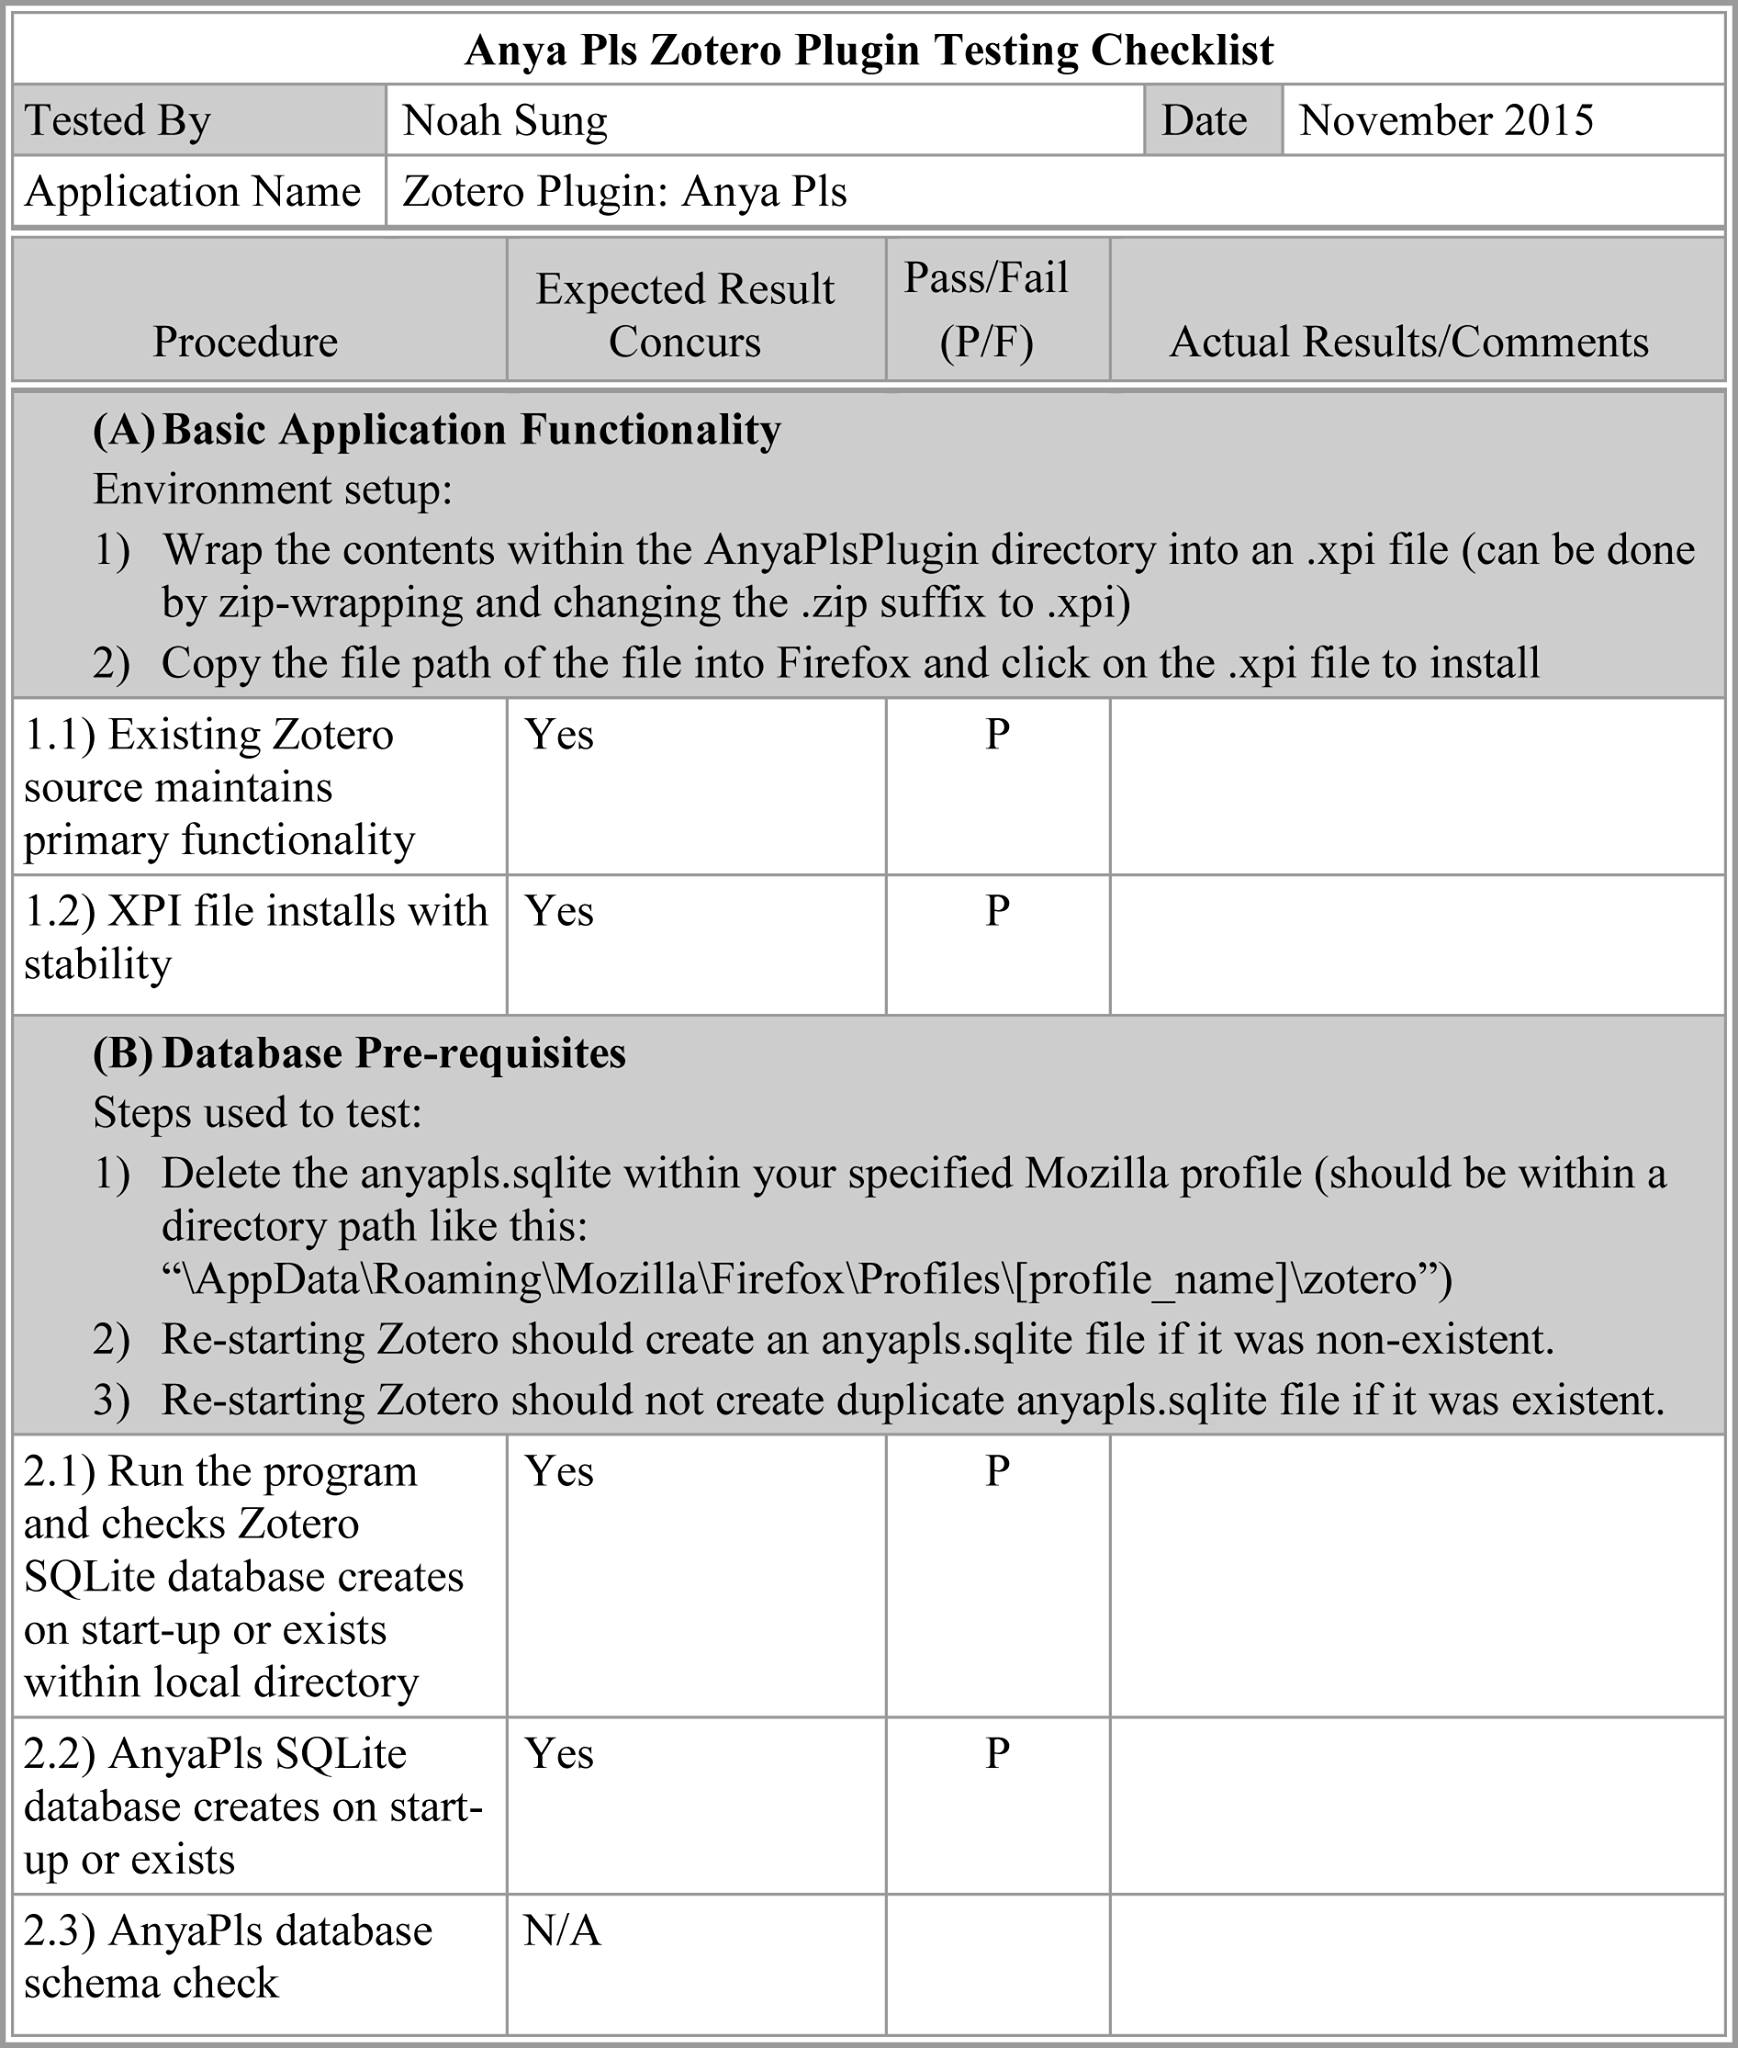 Anya Pls Zotero Plugin Testing Checklist
Tested By Noah Sung Date November 2015
Application Name Zotero Plugin: Anya Pls
Procedure
Expected Result
Concurs
Pass/Fail
(P/F)
Actual Results/Comments
(A) Basic Application Functionality
Environment setup:
1) Wrap the contents within the AnyaPlsPlugin directory into an .xpi file (can be done
by zip-wrapping and changing the .zip suffix to .xpi)
2) Copy the file path of the file into Firefox and click on the .xpi file to install
1.1) Existing Zotero
source maintains
primary functionality
Yes
P
1.2) XPI file installs with
stability
Yes
P
(B) Database Pre-requisites
Steps used to test:
1) Delete the anyapls.sqlite within your specified Mozilla profile (should be within a
directory path like this:
“\AppData\Roaming\Mozilla\Firefox\Profiles\[profile_name]\zotero”)
2) Re-starting Zotero should create an anyapls.sqlite file if it was non-existent.
3) Re-starting Zotero should not create duplicate anyapls.sqlite file if it was existent.
2.1) Run the program
and checks Zotero
SQLite database creates
on start-up or exists
within local directory
Yes
P
2.2) AnyaPls SQLite
database creates on start-
up or exists
Yes
P
2.3) AnyaPls database
schema check
N/A